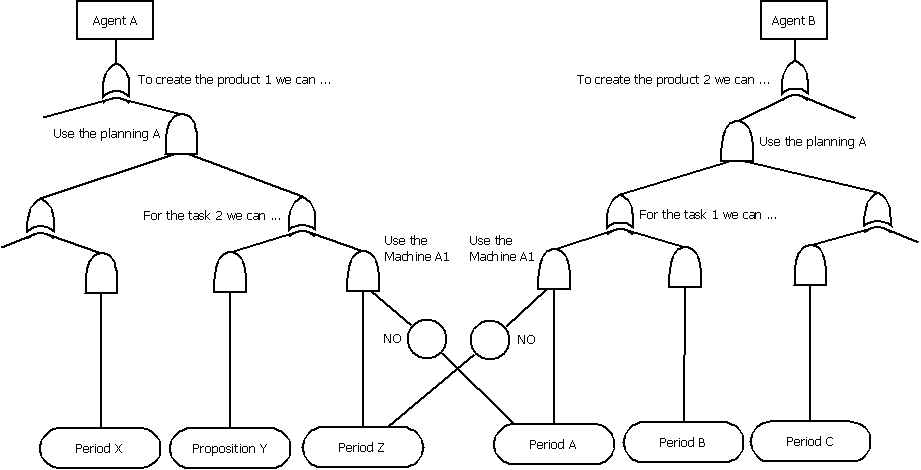 Agent A
Agent B
To create the product 1 we can ...
To create the product 2 we can ...
Use the planning A
Use the planning A
For the task 2 we can ...
For the task 1 we can ...
Use the
Machine A1
Use the
Machine A1
NO
NO
Period X
Proposition Y
Period Z
Period A
Period B
Period C